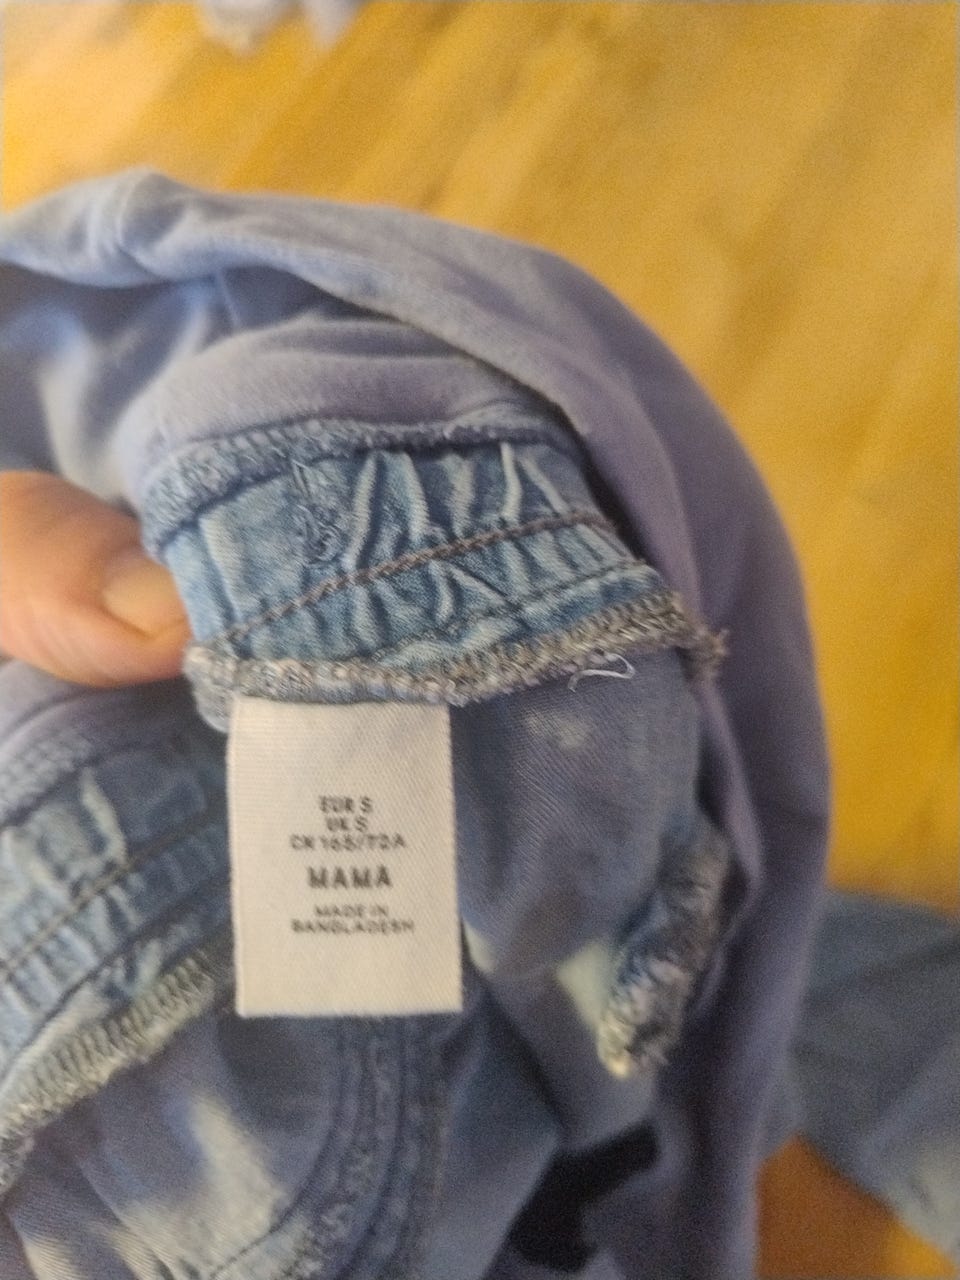 EUR S
UK S
CN 165/72A
MAMA
MADE IN
BANGLADESH